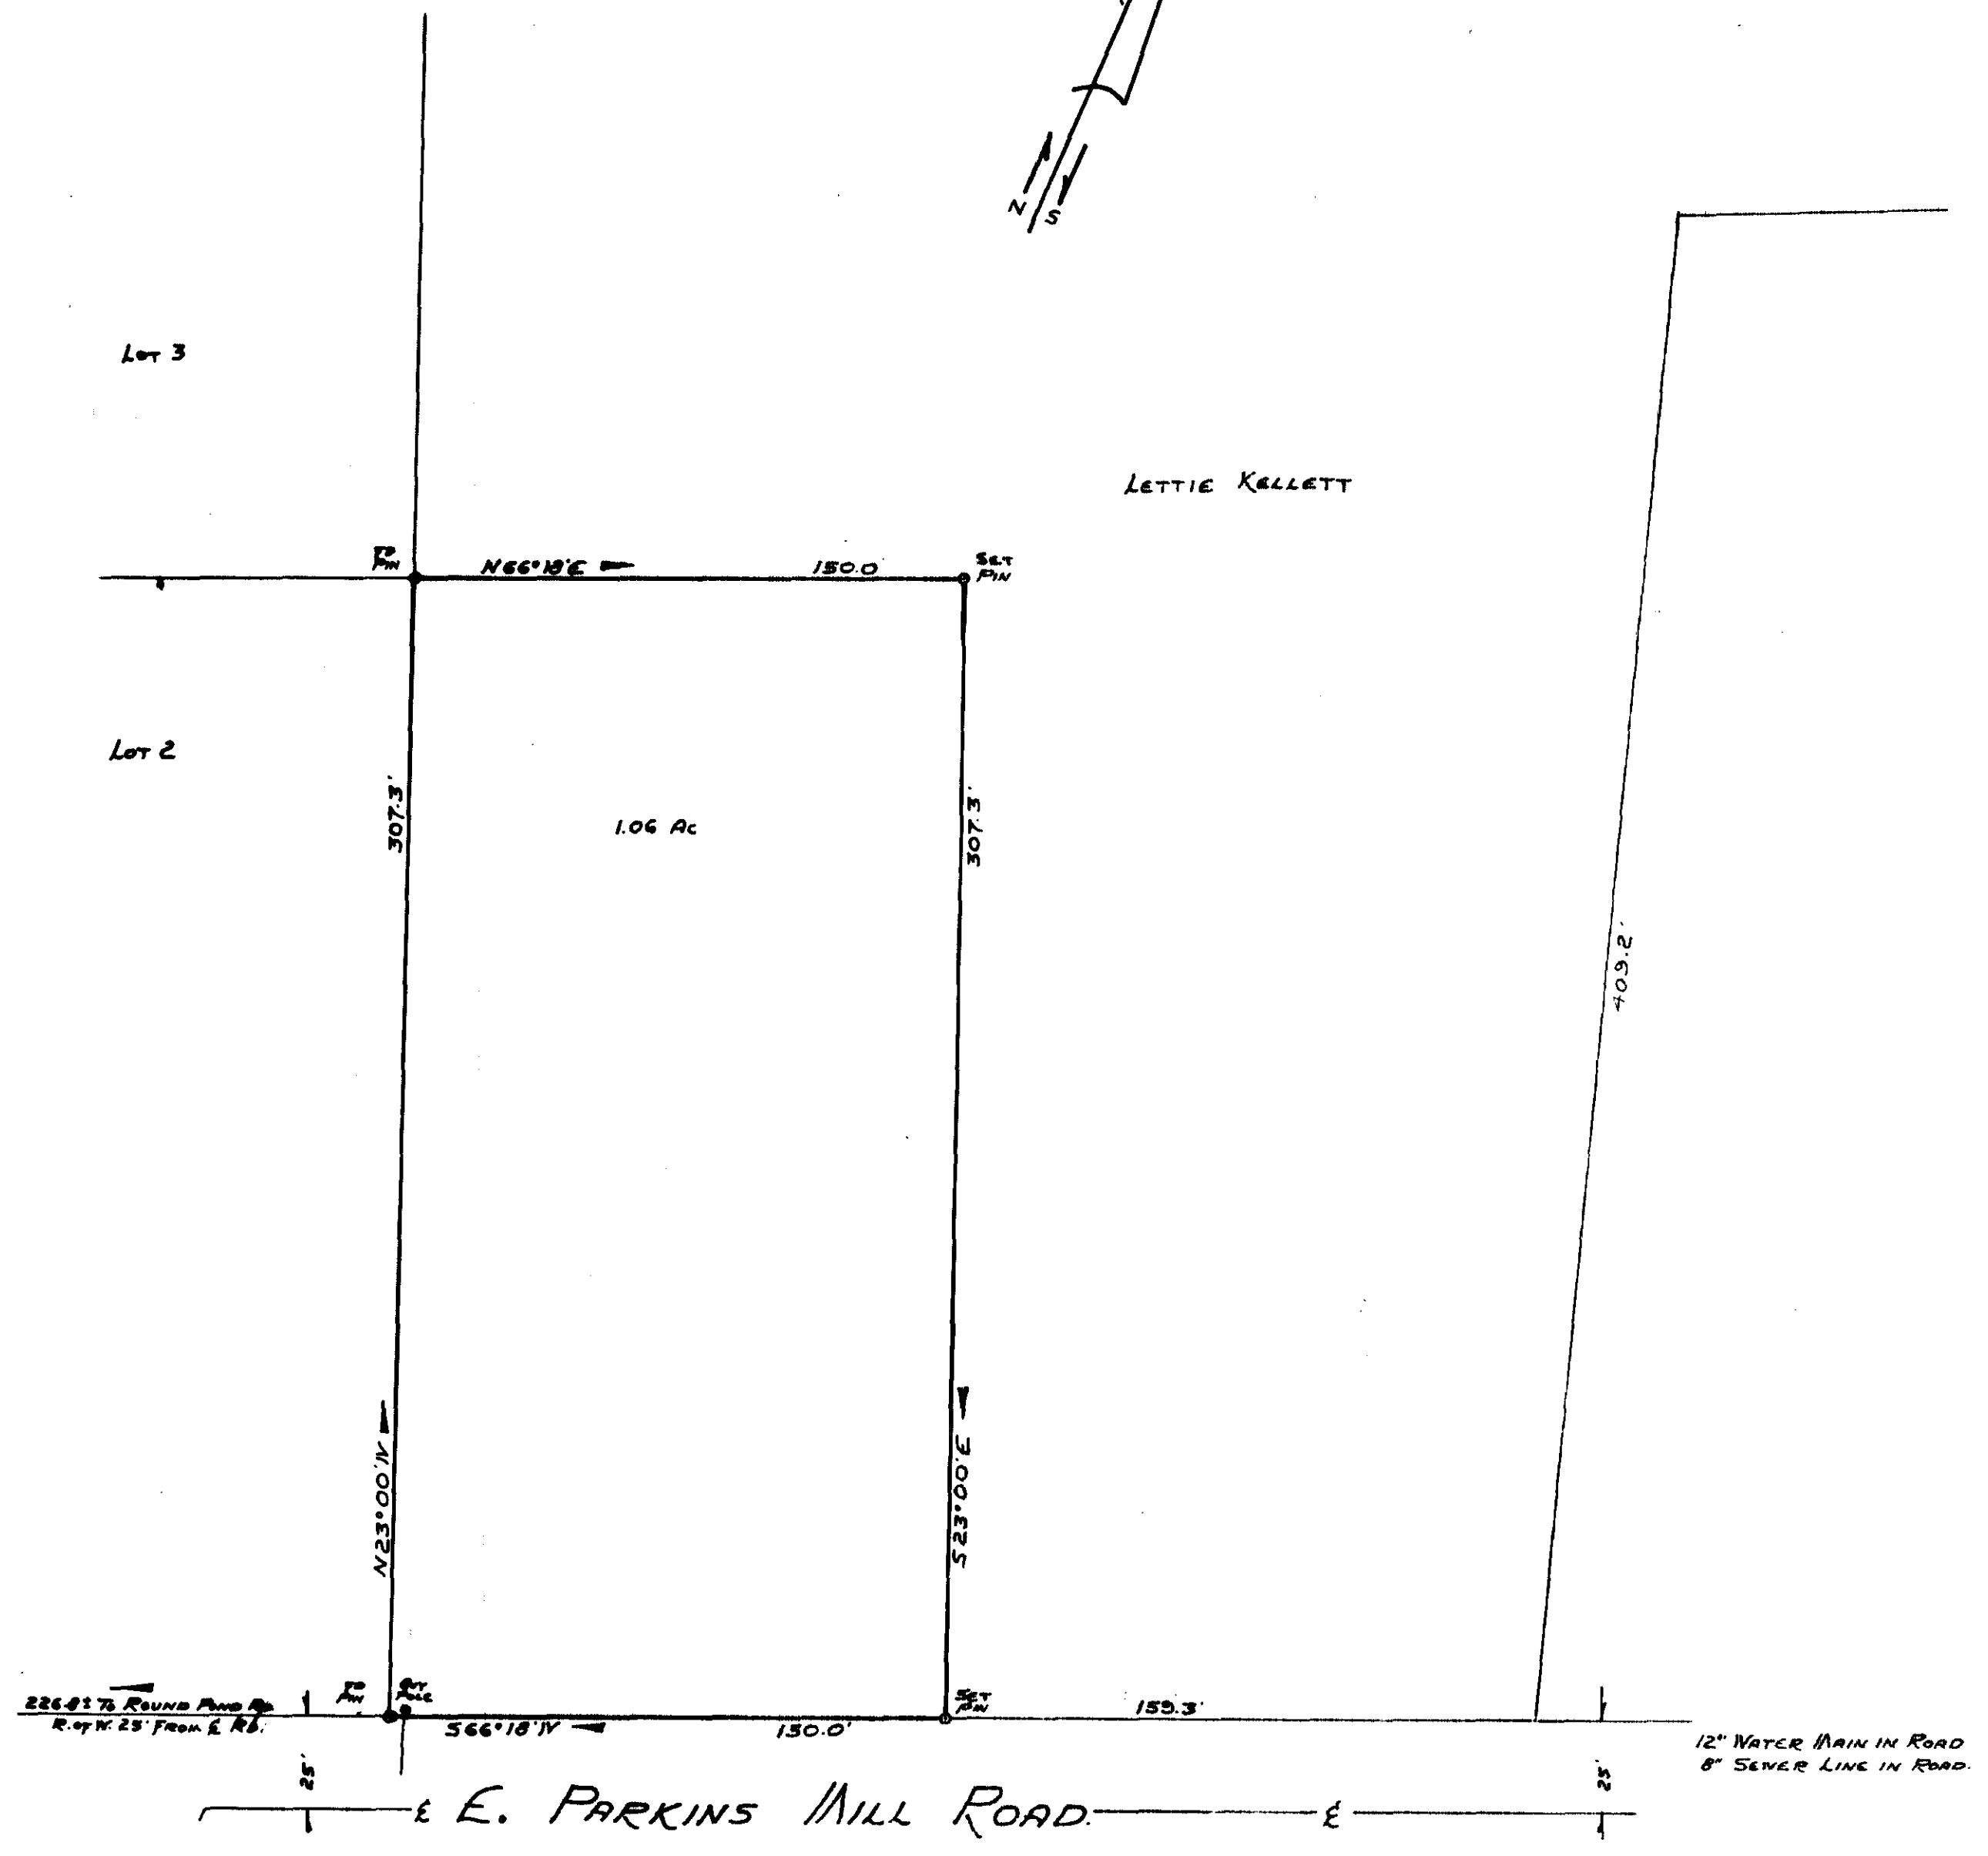 N
S
Lot 3
LETTIE KELLETT
FD
PIN
N66°18'E
150.0
SET
PIN
Lot 2
307.3'
1.06 Ac
307.3'
409.2'
N23°00'W
S23°00'E
226.8± To ROUND POND RD
R.OF W. 25' FROM ℄ RD.
FD
PIN
GUY
POLE
S66°18'W
150.0'
SET
PIN
159.3'
12" WATER MAIN IN ROAD
8" SEWER LINE IN ROAD.
25'
25'
℄ E. PARKINS MILL ROAD. ℄